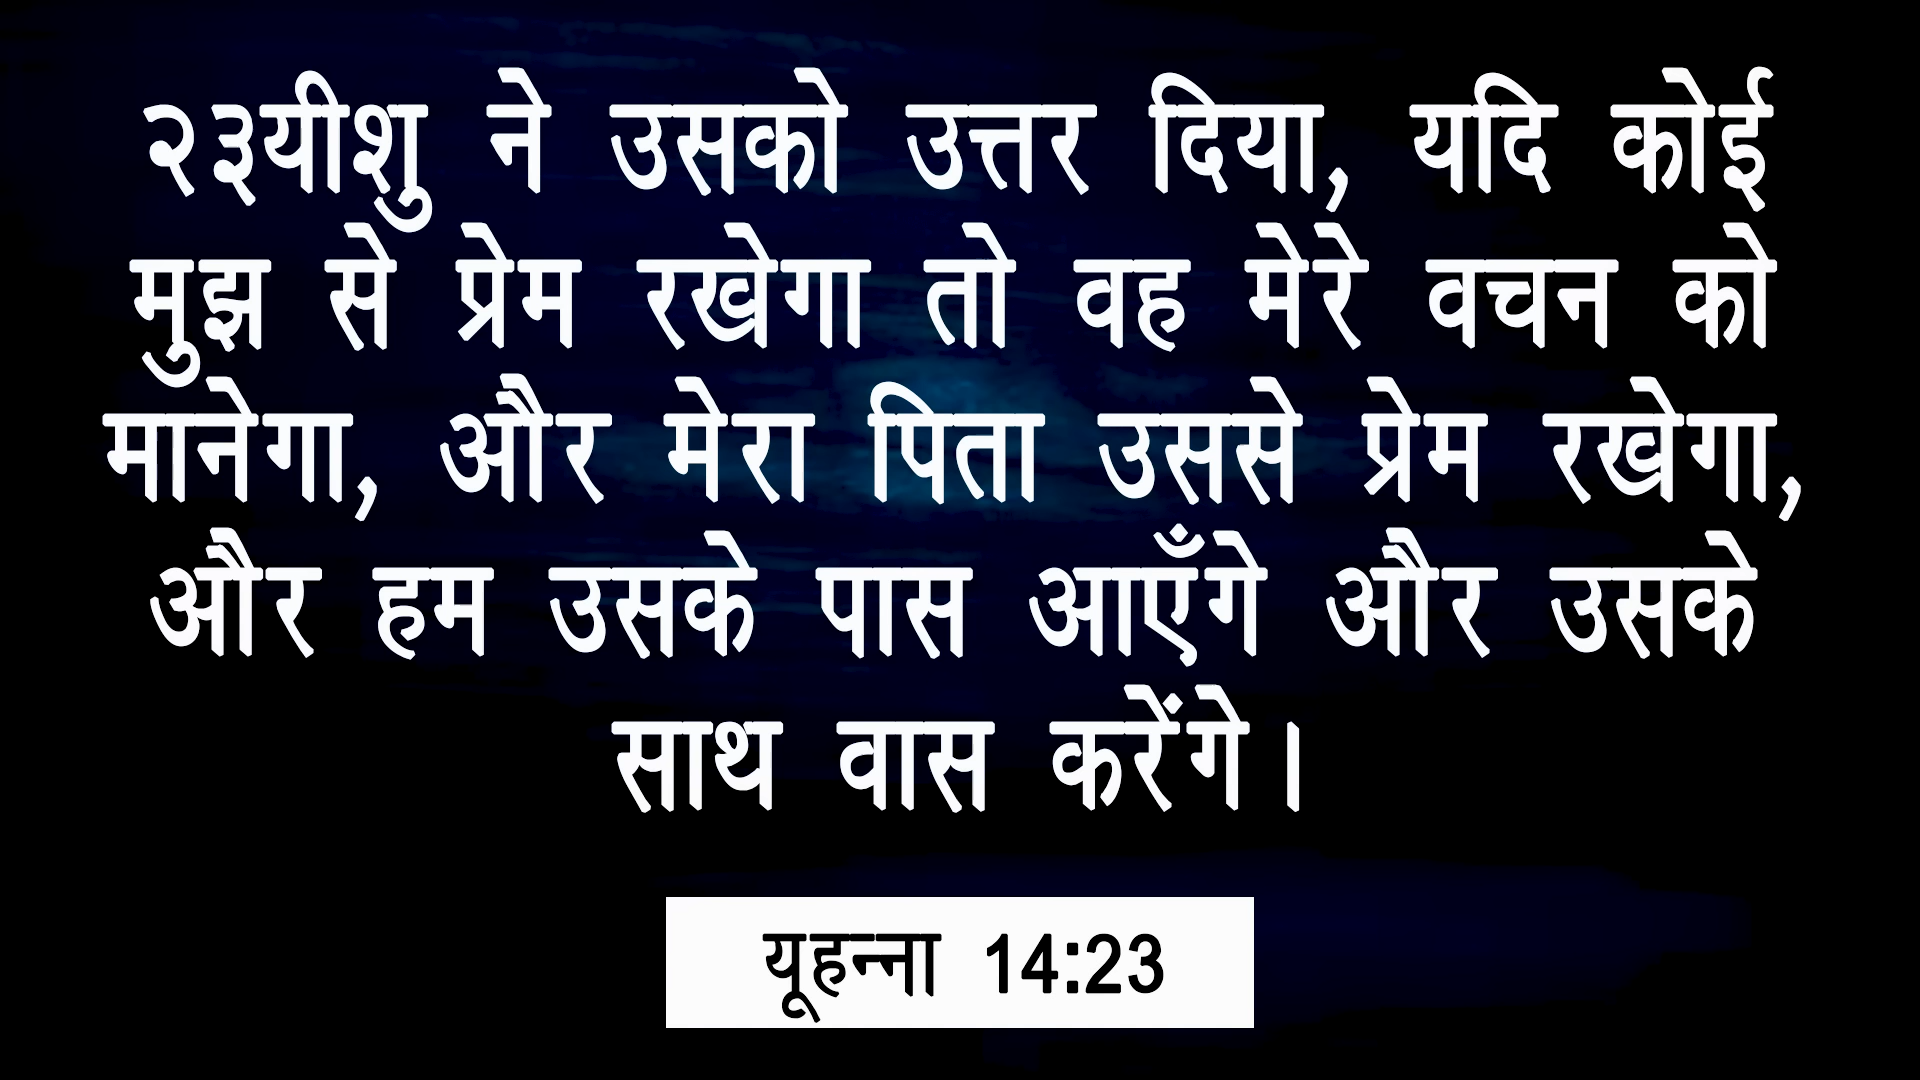 २३यीशु ने उसको उत्तर दिया, यदि कोई
मुझ से प्रेम रखेगा तो वह मेरे वचन को
मानेगा, और मेरा पिता उससे प्रेम रखेगा,
और हम उसके पास आएँगे और उसके
साथ वास करेंगे।
यूहन्ना 14:23